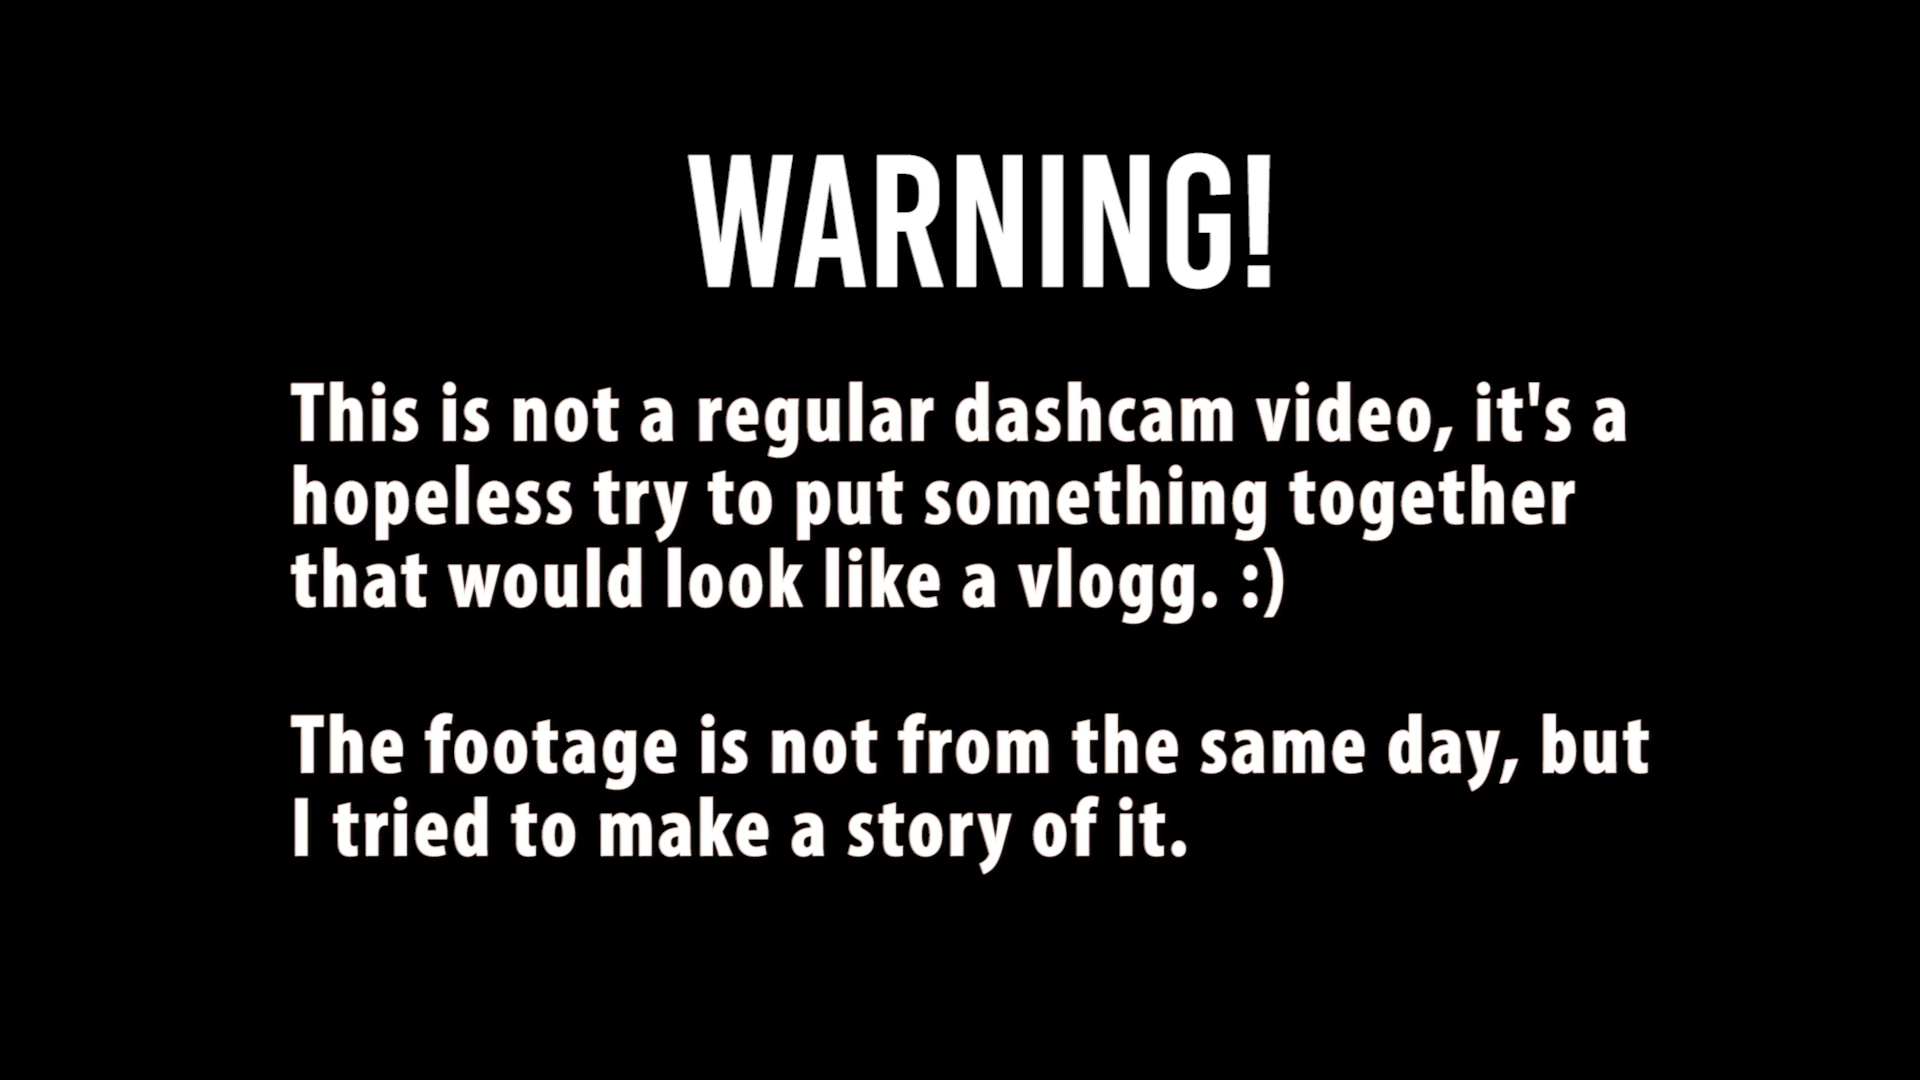 WARNING!
This is not a regular dashcam video, it's a
hopeless try to put something together
that would look like a vlogg. :)
The footage is not from the same day, but
I tried to make a story of it.